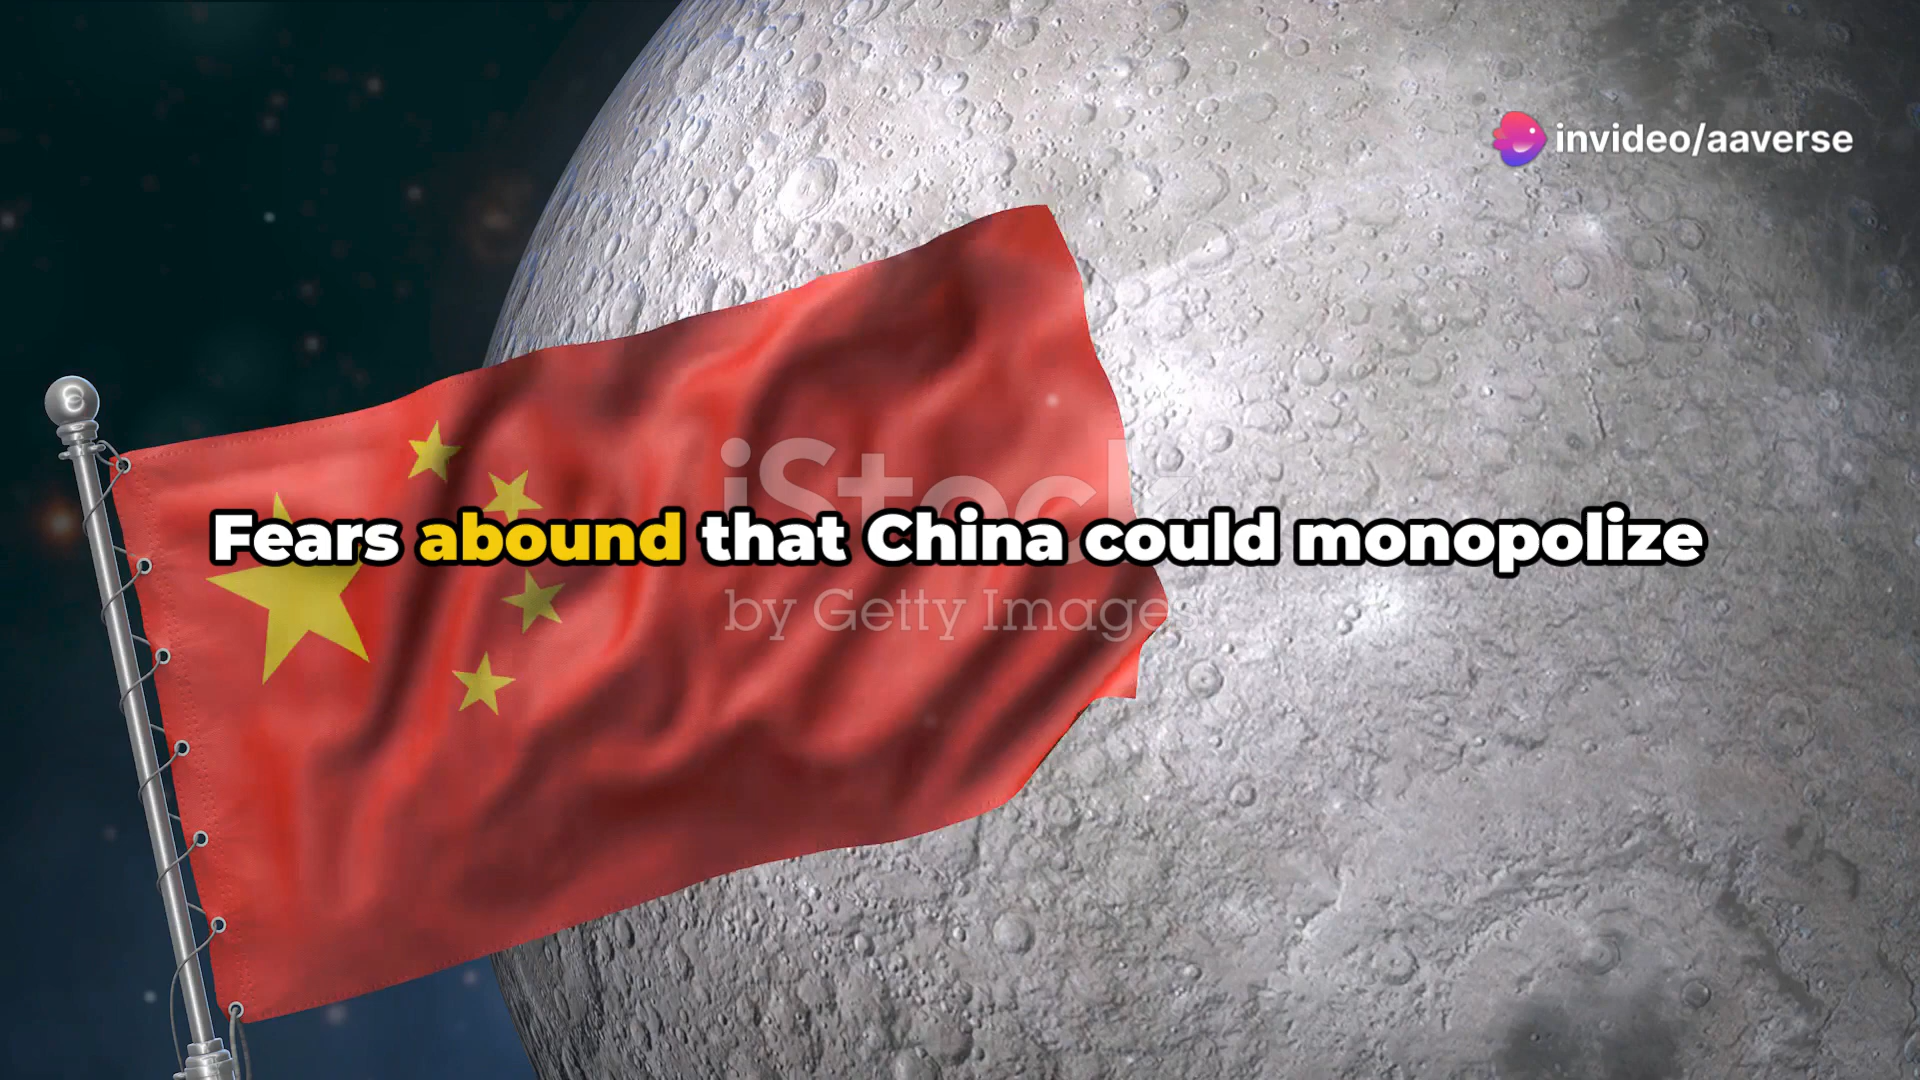 invideo/aaverse
iStock
Fears abound that China could monopolize
by Getty Images